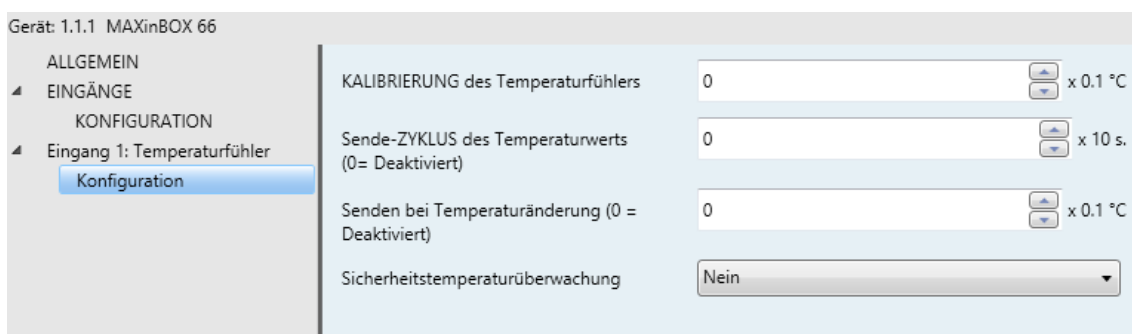 Gerät: 1.1.1 MAXinBOX 66
ALLGEMEIN
EINGÄNGE
KONFIGURATION
Eingang 1: Temperaturfühler
Konfiguration
KALIBRIERUNG des Temperaturfühlers
0
x 0.1 °C
Sende-ZYKLUS des Temperaturwerts
(0= Deaktiviert)
0
x 10 s.
Senden bei Temperaturänderung (0 =
Deaktiviert)
0
x 0.1 °C
Sicherheitstemperaturüberwachung
Nein